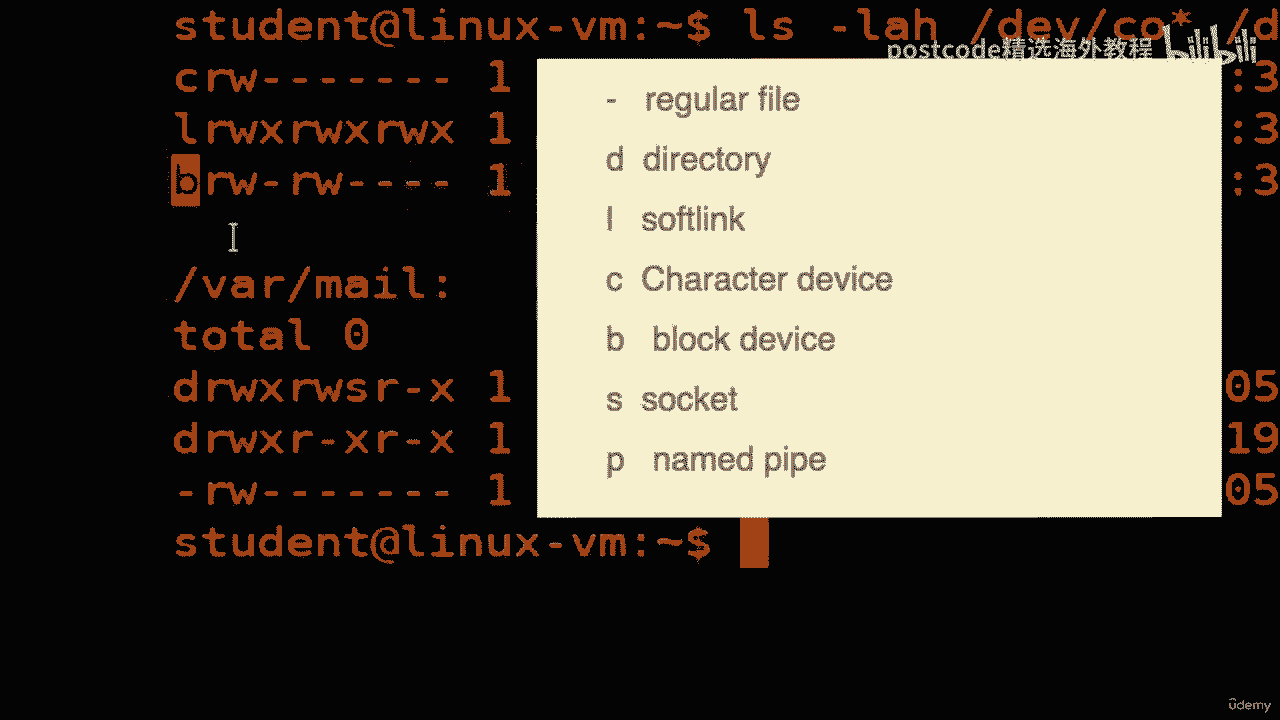 student@linux-vm:~$ ls -lah /dev/co* /d
postcode精选海外教程 bilibili
crw------- 1 :3
lrwxrwxrwx 1 :3
brw-rw---- 1 :3
- regular file
d directory
l softlink
c Character device
b block device
s socket
p named pipe
/var/mail:
total 0
drwxrwsr-x 1 05
drwxr-xr-x 1 19
-rw------- 1 05
student@linux-vm:~$
ûdemy